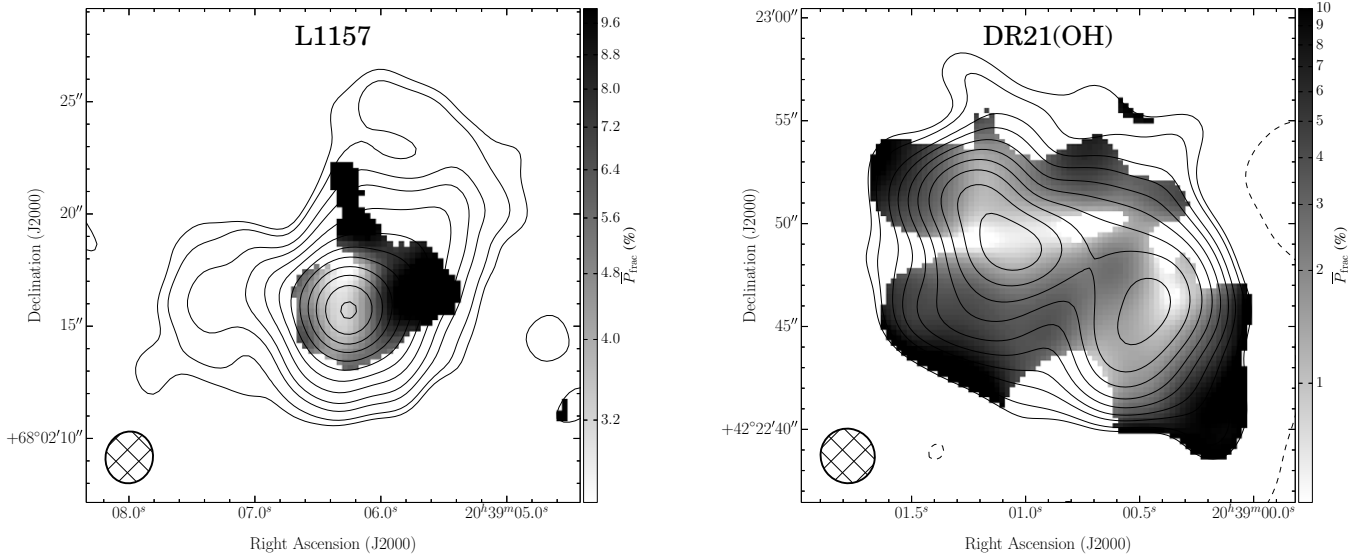 L1157
25″
20″
15″
+68°02′10″
08.0ˢ
07.0ˢ
06.0ˢ
20ʰ39ᵐ05.0ˢ
Right Ascension (J2000)
Declination (J2000)
9.6
8.8
8.0
7.2
6.4
5.6
4.8
4.0
3.2
P̅frac (%)
DR21(OH)
23′00″
55″
50″
45″
+42°22′40″
01.5ˢ
01.0ˢ
00.5ˢ
20ʰ39ᵐ00.0ˢ
Right Ascension (J2000)
Declination (J2000)
10
9
8
7
6
5
4
3
2
1
P̅frac (%)